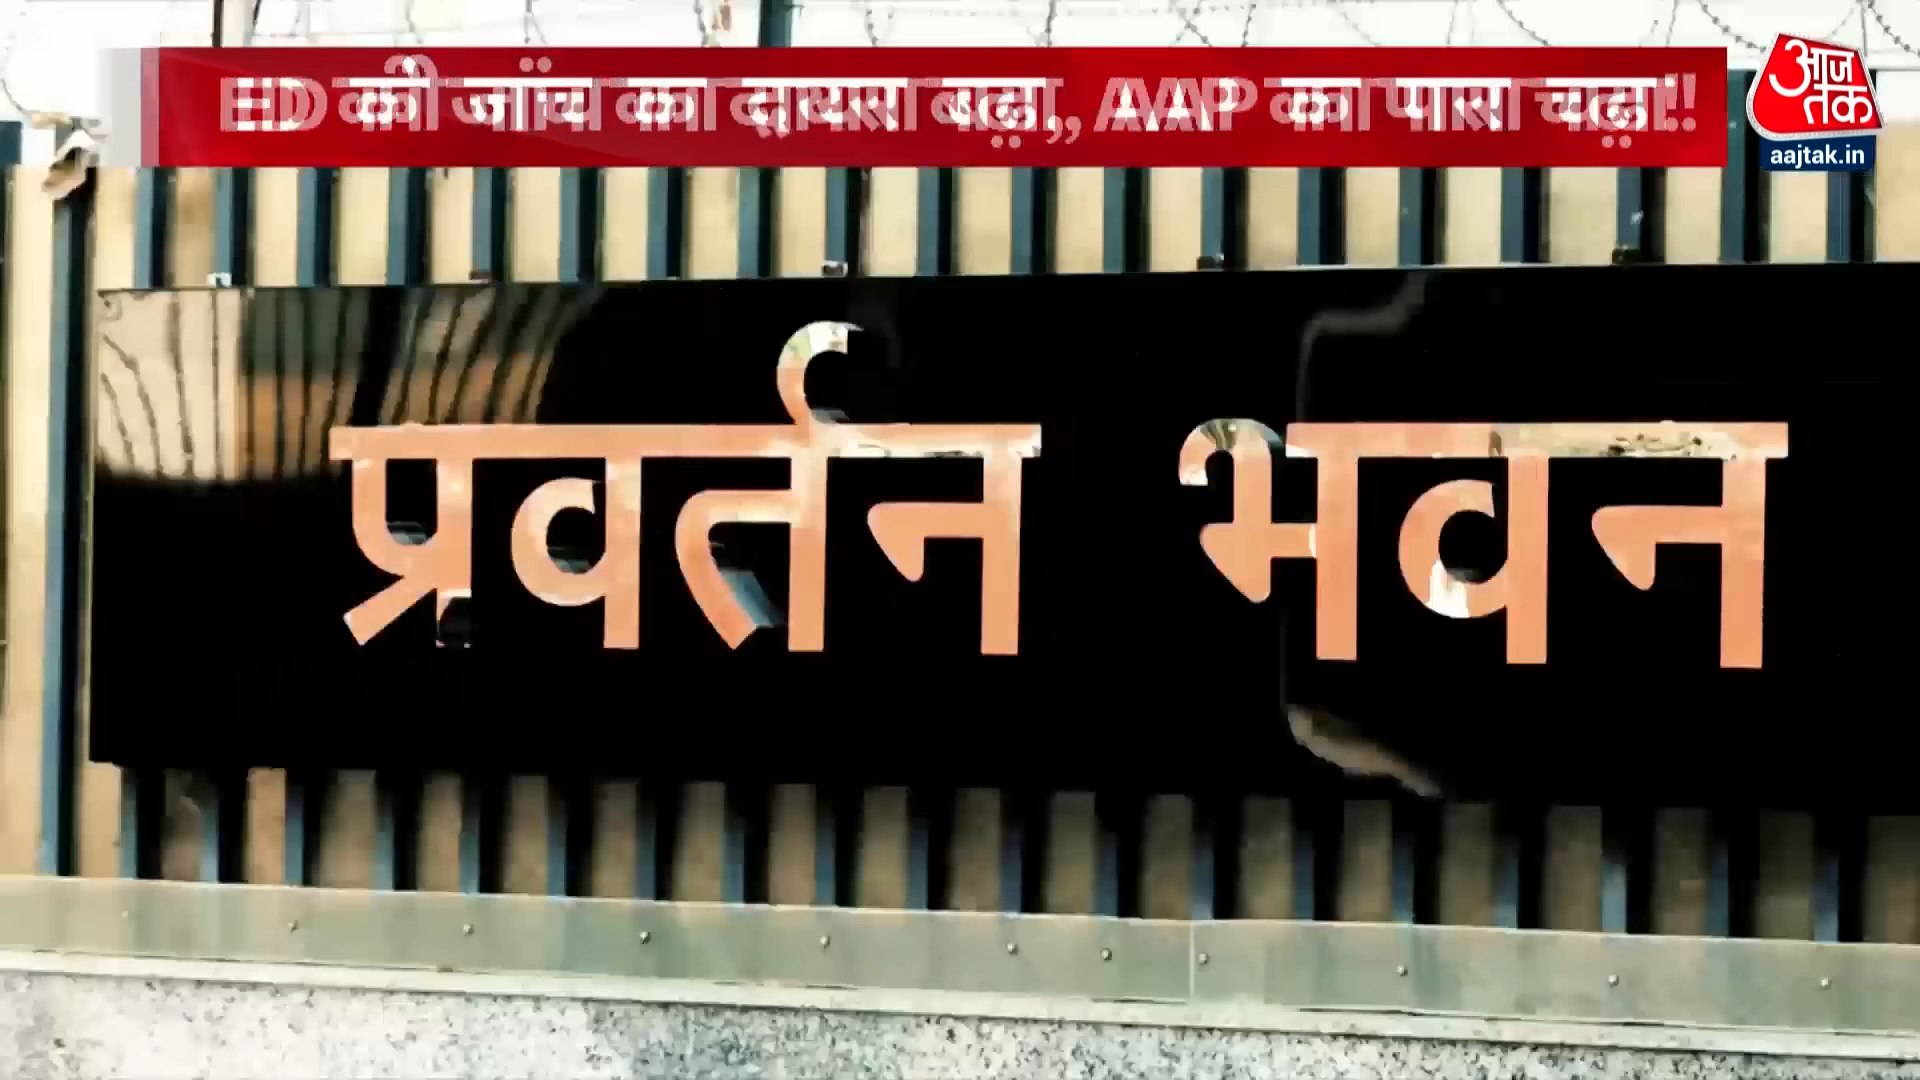 ED की जांच का दायरा बढ़ा, AAP का पारा चढ़ा!
आज तक
aajtak.in
प्रवर्तन भवन